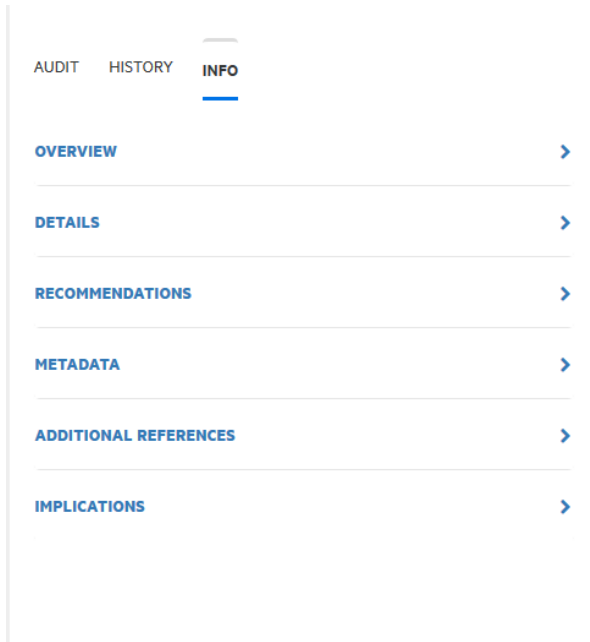 AUDIT HISTORY INFO
OVERVIEW
DETAILS
RECOMMENDATIONS
METADATA
ADDITIONAL REFERENCES
IMPLICATIONS